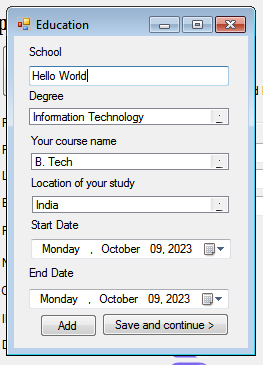 Education
School
Hello World
Degree
Information Technology
Your course name
B. Tech
Location of your study
India
Start Date
Monday , October 09, 2023
End Date
Monday , October 09, 2023
Add Save and continue >